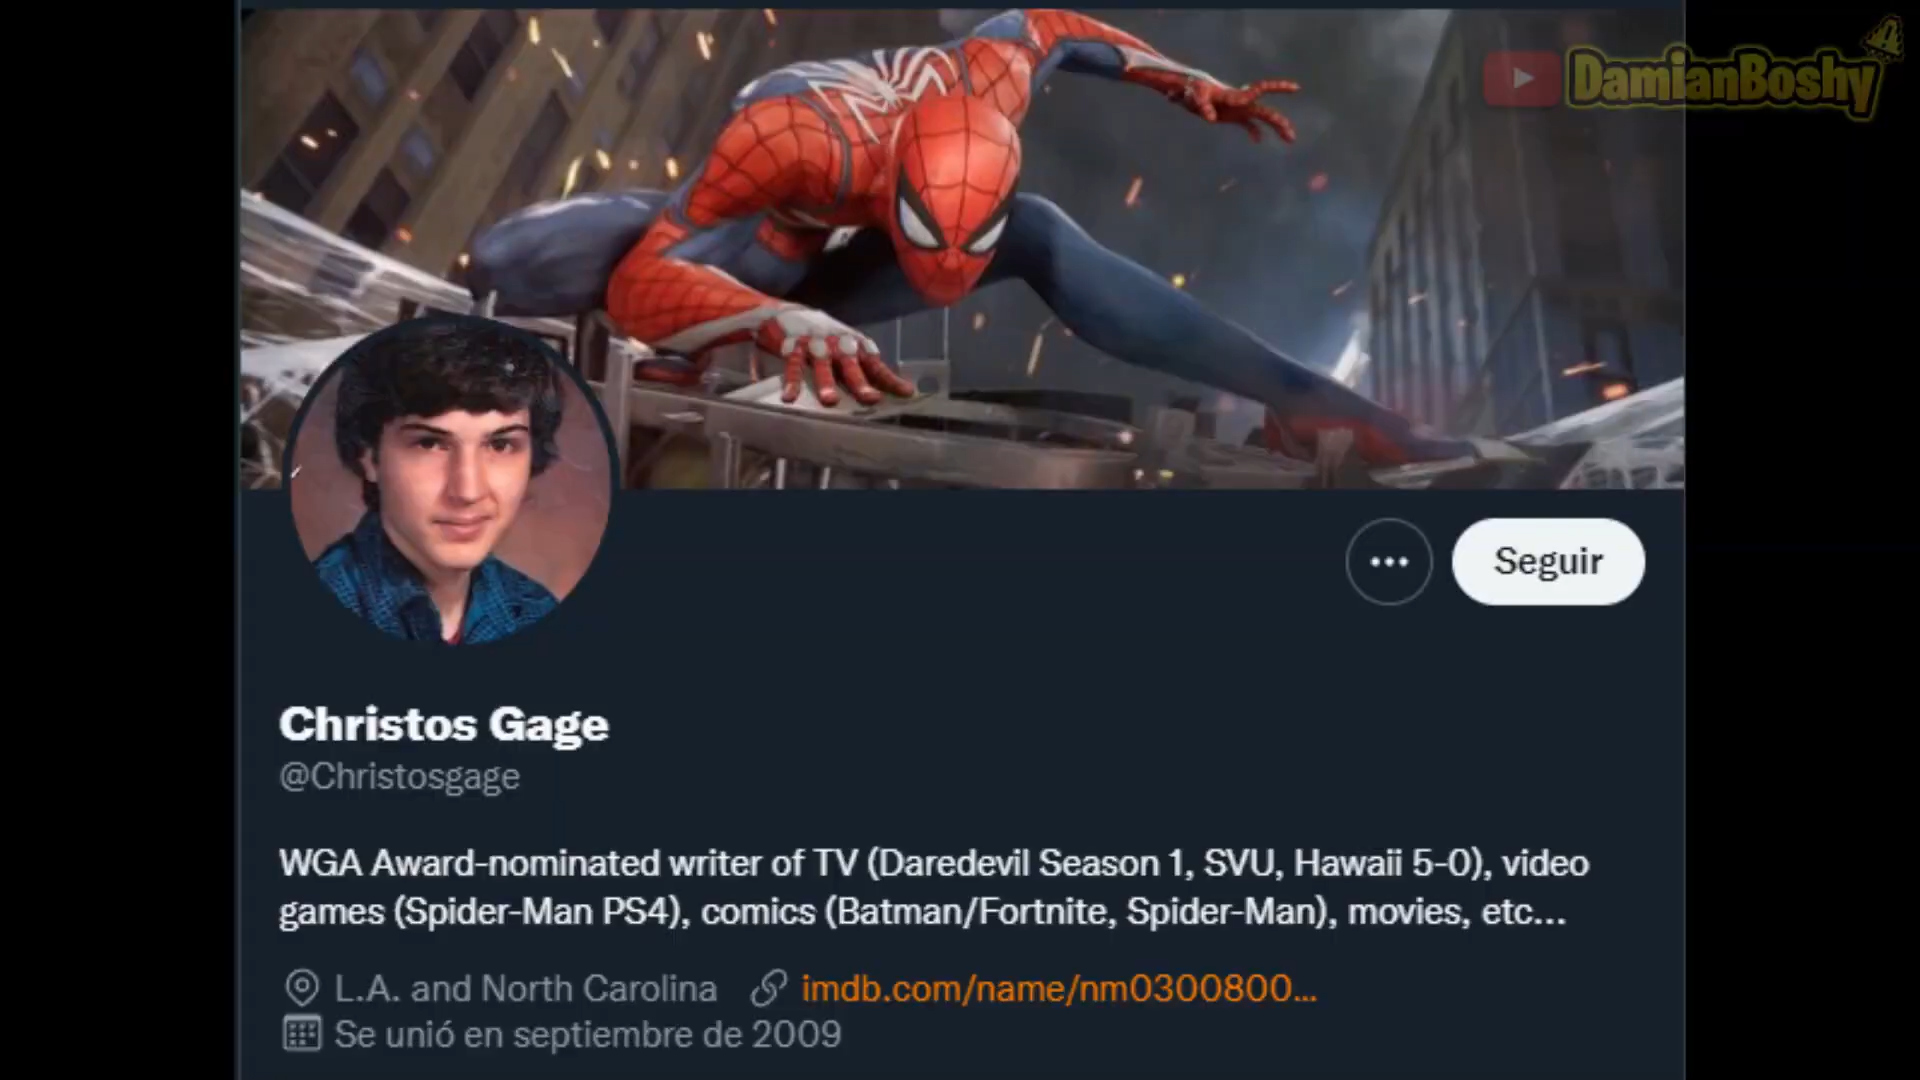 DamianBoshy
Seguir
Christos Gage
@Christosgage
WGA Award-nominated writer of TV (Daredevil Season 1, SVU, Hawaii 5-0), video
games (Spider-Man PS4), comics (Batman/Fortnite, Spider-Man), movies, etc...
L.A. and North Carolina imdb.com/name/nm0300800...
Se unió en septiembre de 2009